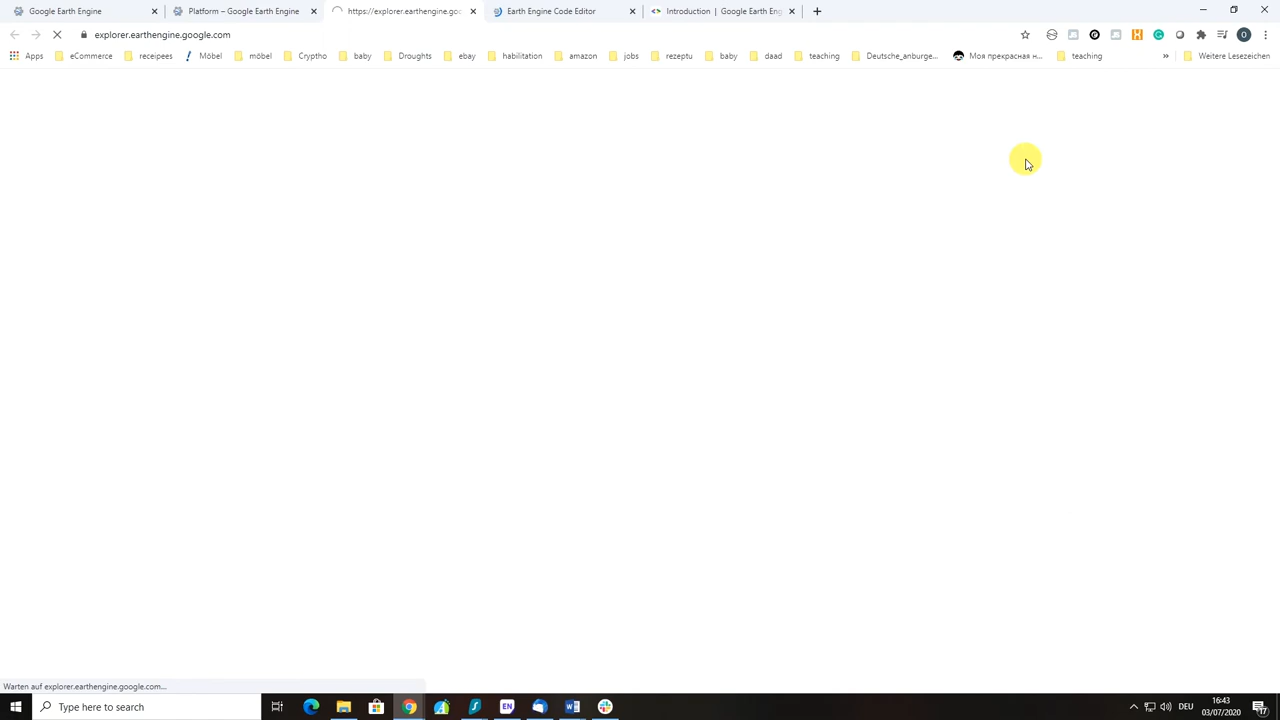 Google Earth Engine
Platform – Google Earth Engine
https://explorer.earthengine.goo
Earth Engine Code Editor
Introduction | Google Earth Eng
explorer.earthengine.google.com
Apps
eCommerce
receipees
Möbel
möbel
Cryptho
baby
Droughts
ebay
habilitation
amazon
jobs
rezeptu
baby
daad
teaching
Deutsche_anburge...
Моя прекрасная н...
teaching
»
Weitere Lesezeichen
Warten auf explorer.earthengine.google.com...
Type here to search
EN
DEU
16:43
03/07/2020
17